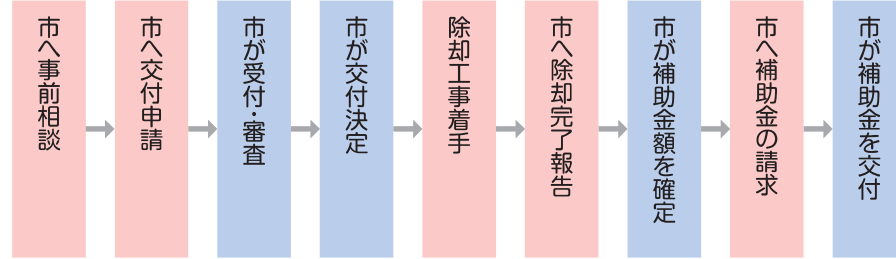 市へ事前相談
市へ交付申請
市が受付・審査
市が交付決定
除却工事着手
市へ除却完了報告
市が補助金額を確定
市へ補助金の請求
市が補助金を交付